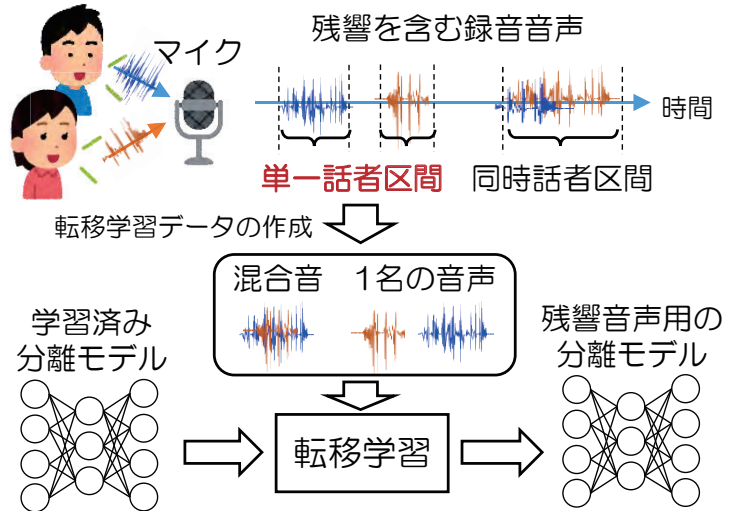 残響を含む録音音声
マイク
時間
単一話者区間
同時話者区間
転移学習データの作成
混合音
1名の音声
学習済み
分離モデル
残響音声用の
分離モデル
転移学習